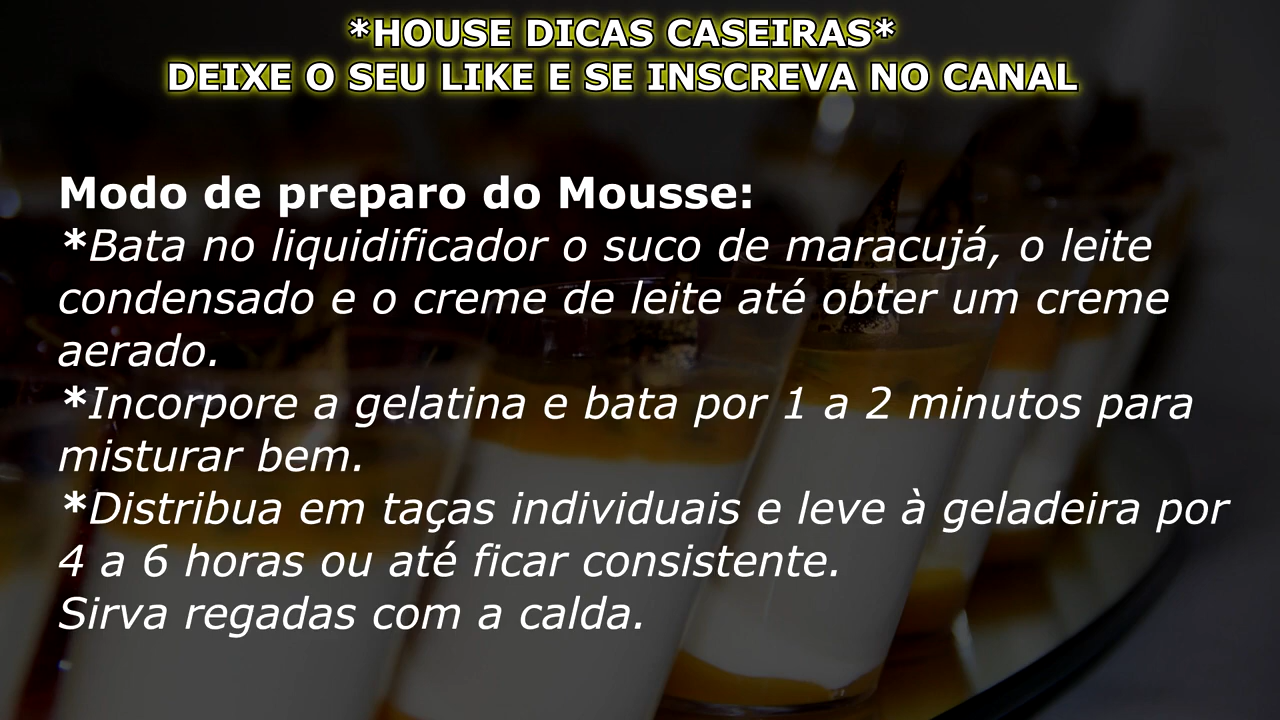 *HOUSE DICAS CASEIRAS*
DEIXE O SEU LIKE E SE INSCREVA NO CANAL
Modo de preparo do Mousse:
*Bata no liquidificador o suco de maracujá, o leite
condensado e o creme de leite até obter um creme
aerado.
*Incorpore a gelatina e bata por 1 a 2 minutos para
misturar bem.
*Distribua em taças individuais e leve à geladeira por
4 a 6 horas ou até ficar consistente.
Sirva regadas com a calda.